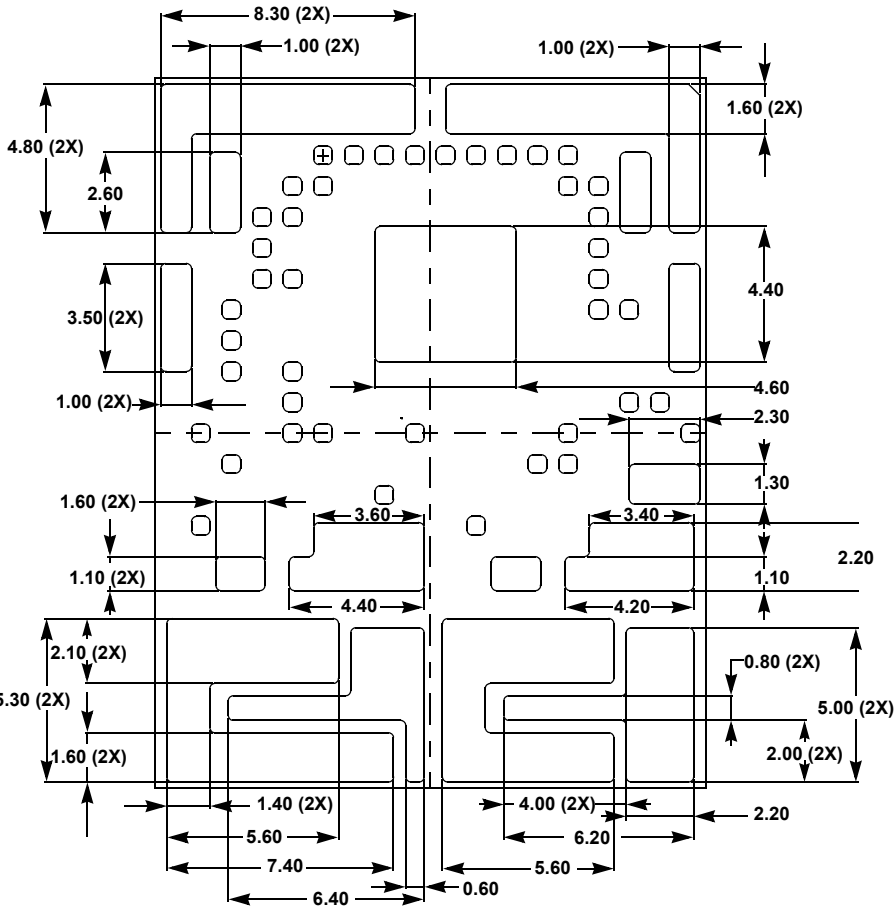 8.30 (2X)
1.00 (2X)
1.00 (2X)
1.60 (2X)
4.80 (2X)
2.60
4.40
3.50 (2X)
4.60
1.00 (2X)
2.30
1.30
1.60 (2X)
3.60
3.40
2.20
1.10 (2X)
1.10
4.40
4.20
2.10 (2X)
0.80 (2X)
5.30 (2X)
5.00 (2X)
1.60 (2X)
2.00 (2X)
1.40 (2X)
4.00 (2X)
2.20
5.60
6.20
7.40
5.60
0.60
6.40